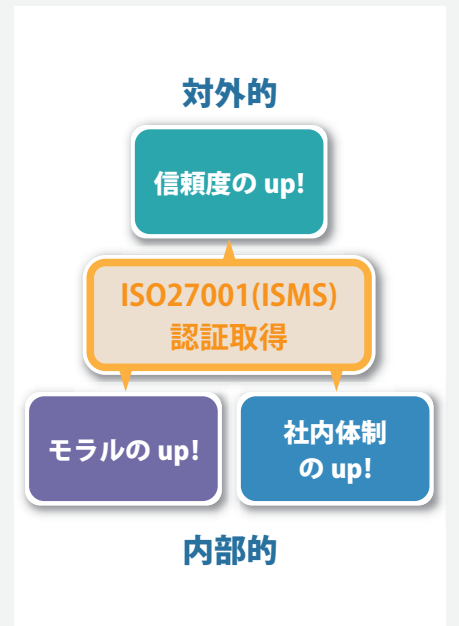 対外的
信頼度の up!
ISO27001(ISMS)
認証取得
モラルの up!
社内体制
の up!
内部的